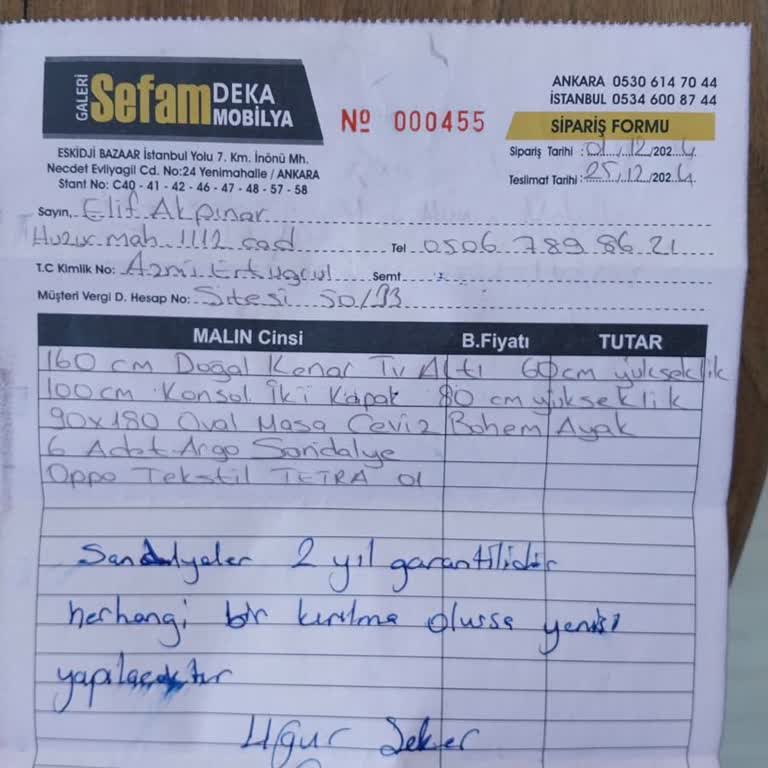 GALERİ Sefam DEKA MOBİLYA
Nº 000455
ANKARA 0530 614 70 44
İSTANBUL 0534 600 87 44
SİPARİŞ FORMU
ESKİDJİ BAZAAR İstanbul Yolu 7. Km. İnönü Mh.
Necdet Evliyagil Cd. No:24 Yenimahalle / ANKARA
Stant No: C40 - 41 - 42 - 46 - 47 - 48 - 57 - 58
Sipariş Tarihi : 01/12/2024
Teslimat Tarihi : 25/12/2024
Sayın, Elif Akpınar
Huzur mah 1112 cad Tel 0506 789 86 21
T.C Kimlik No: Azmi Ertuğrul Semt
Müşteri Vergi D. Hesap No: Sitesi 50/93
MALIN Cinsi B.Fiyatı TUTAR
160 cm Doğal Kenar Tv Altı 60cm yükseklik
100cm Konsol İki Kapak 80 cm yükseklik
90x180 Oval Masa Ceviz Bohem Ayak
6 Adet Argo Sandalye
Oppo Tekstil TETRA 01
Sandalyeler 2 yıl garantilidir
herhangi bir kırılma olursa yenisi
yapılacaktır
Uğur Şeker